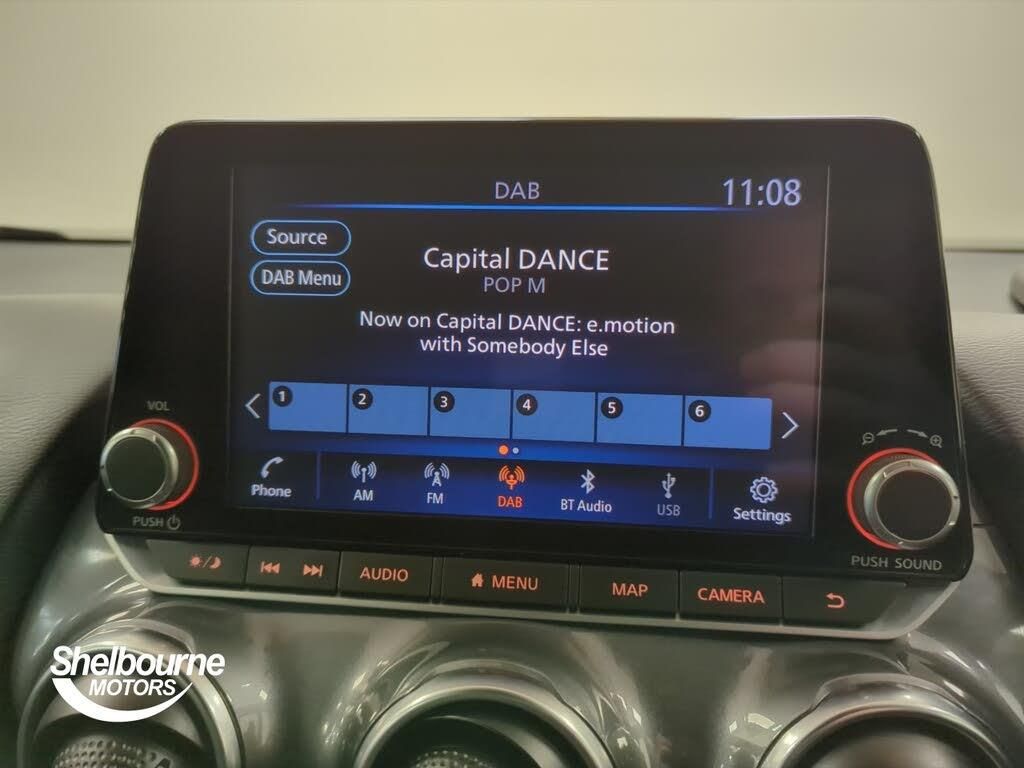 DAB
11:08
Source
DAB Menu
Capital DANCE
POP M
Now on Capital DANCE: e.motion
with Somebody Else
1 2 3 4 5 6
Phone
AM
FM
DAB
BT Audio
USB
Settings
VOL
PUSH
PUSH SOUND
AUDIO
MENU
MAP
CAMERA
Shelbourne
MOTORS